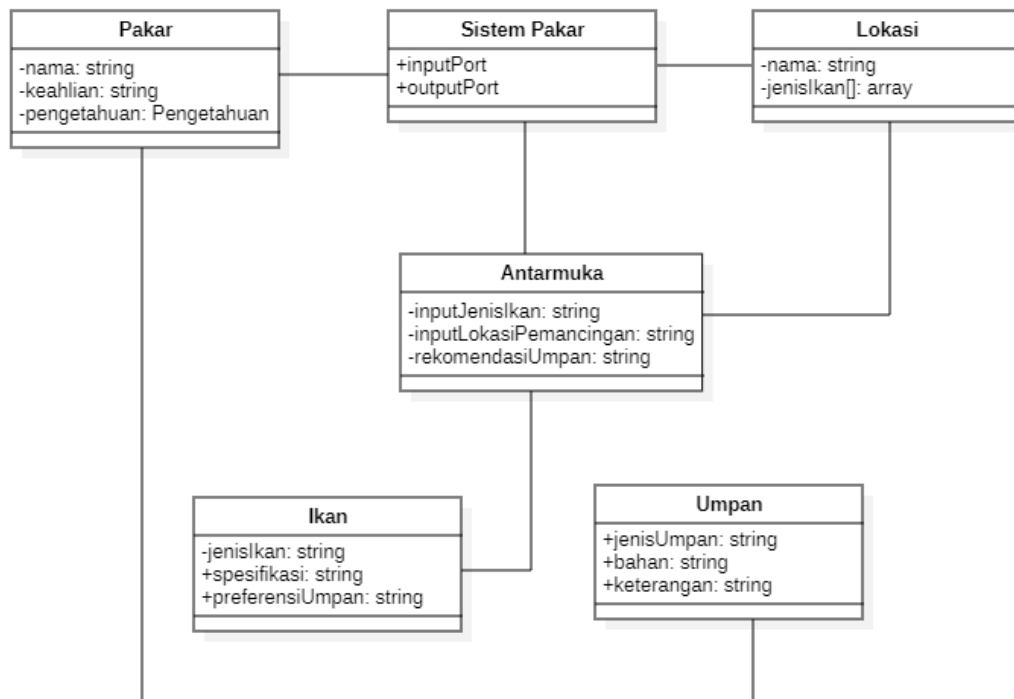 Pakar
-nama: string
-keahlian: string
-pengetahuan: Pengetahuan
Sistem Pakar
+inputPort
+outputPort
Lokasi
-nama: string
-jenisIkan[]: array
Antarmuka
-inputJenisIkan: string
-inputLokasiPemancingan: string
-rekomendasiUmpan: string
Ikan
-jenisIkan: string
+spesifikasi: string
+preferensiUmpan: string
Umpan
+jenisUmpan: string
+bahan: string
+keterangan: string